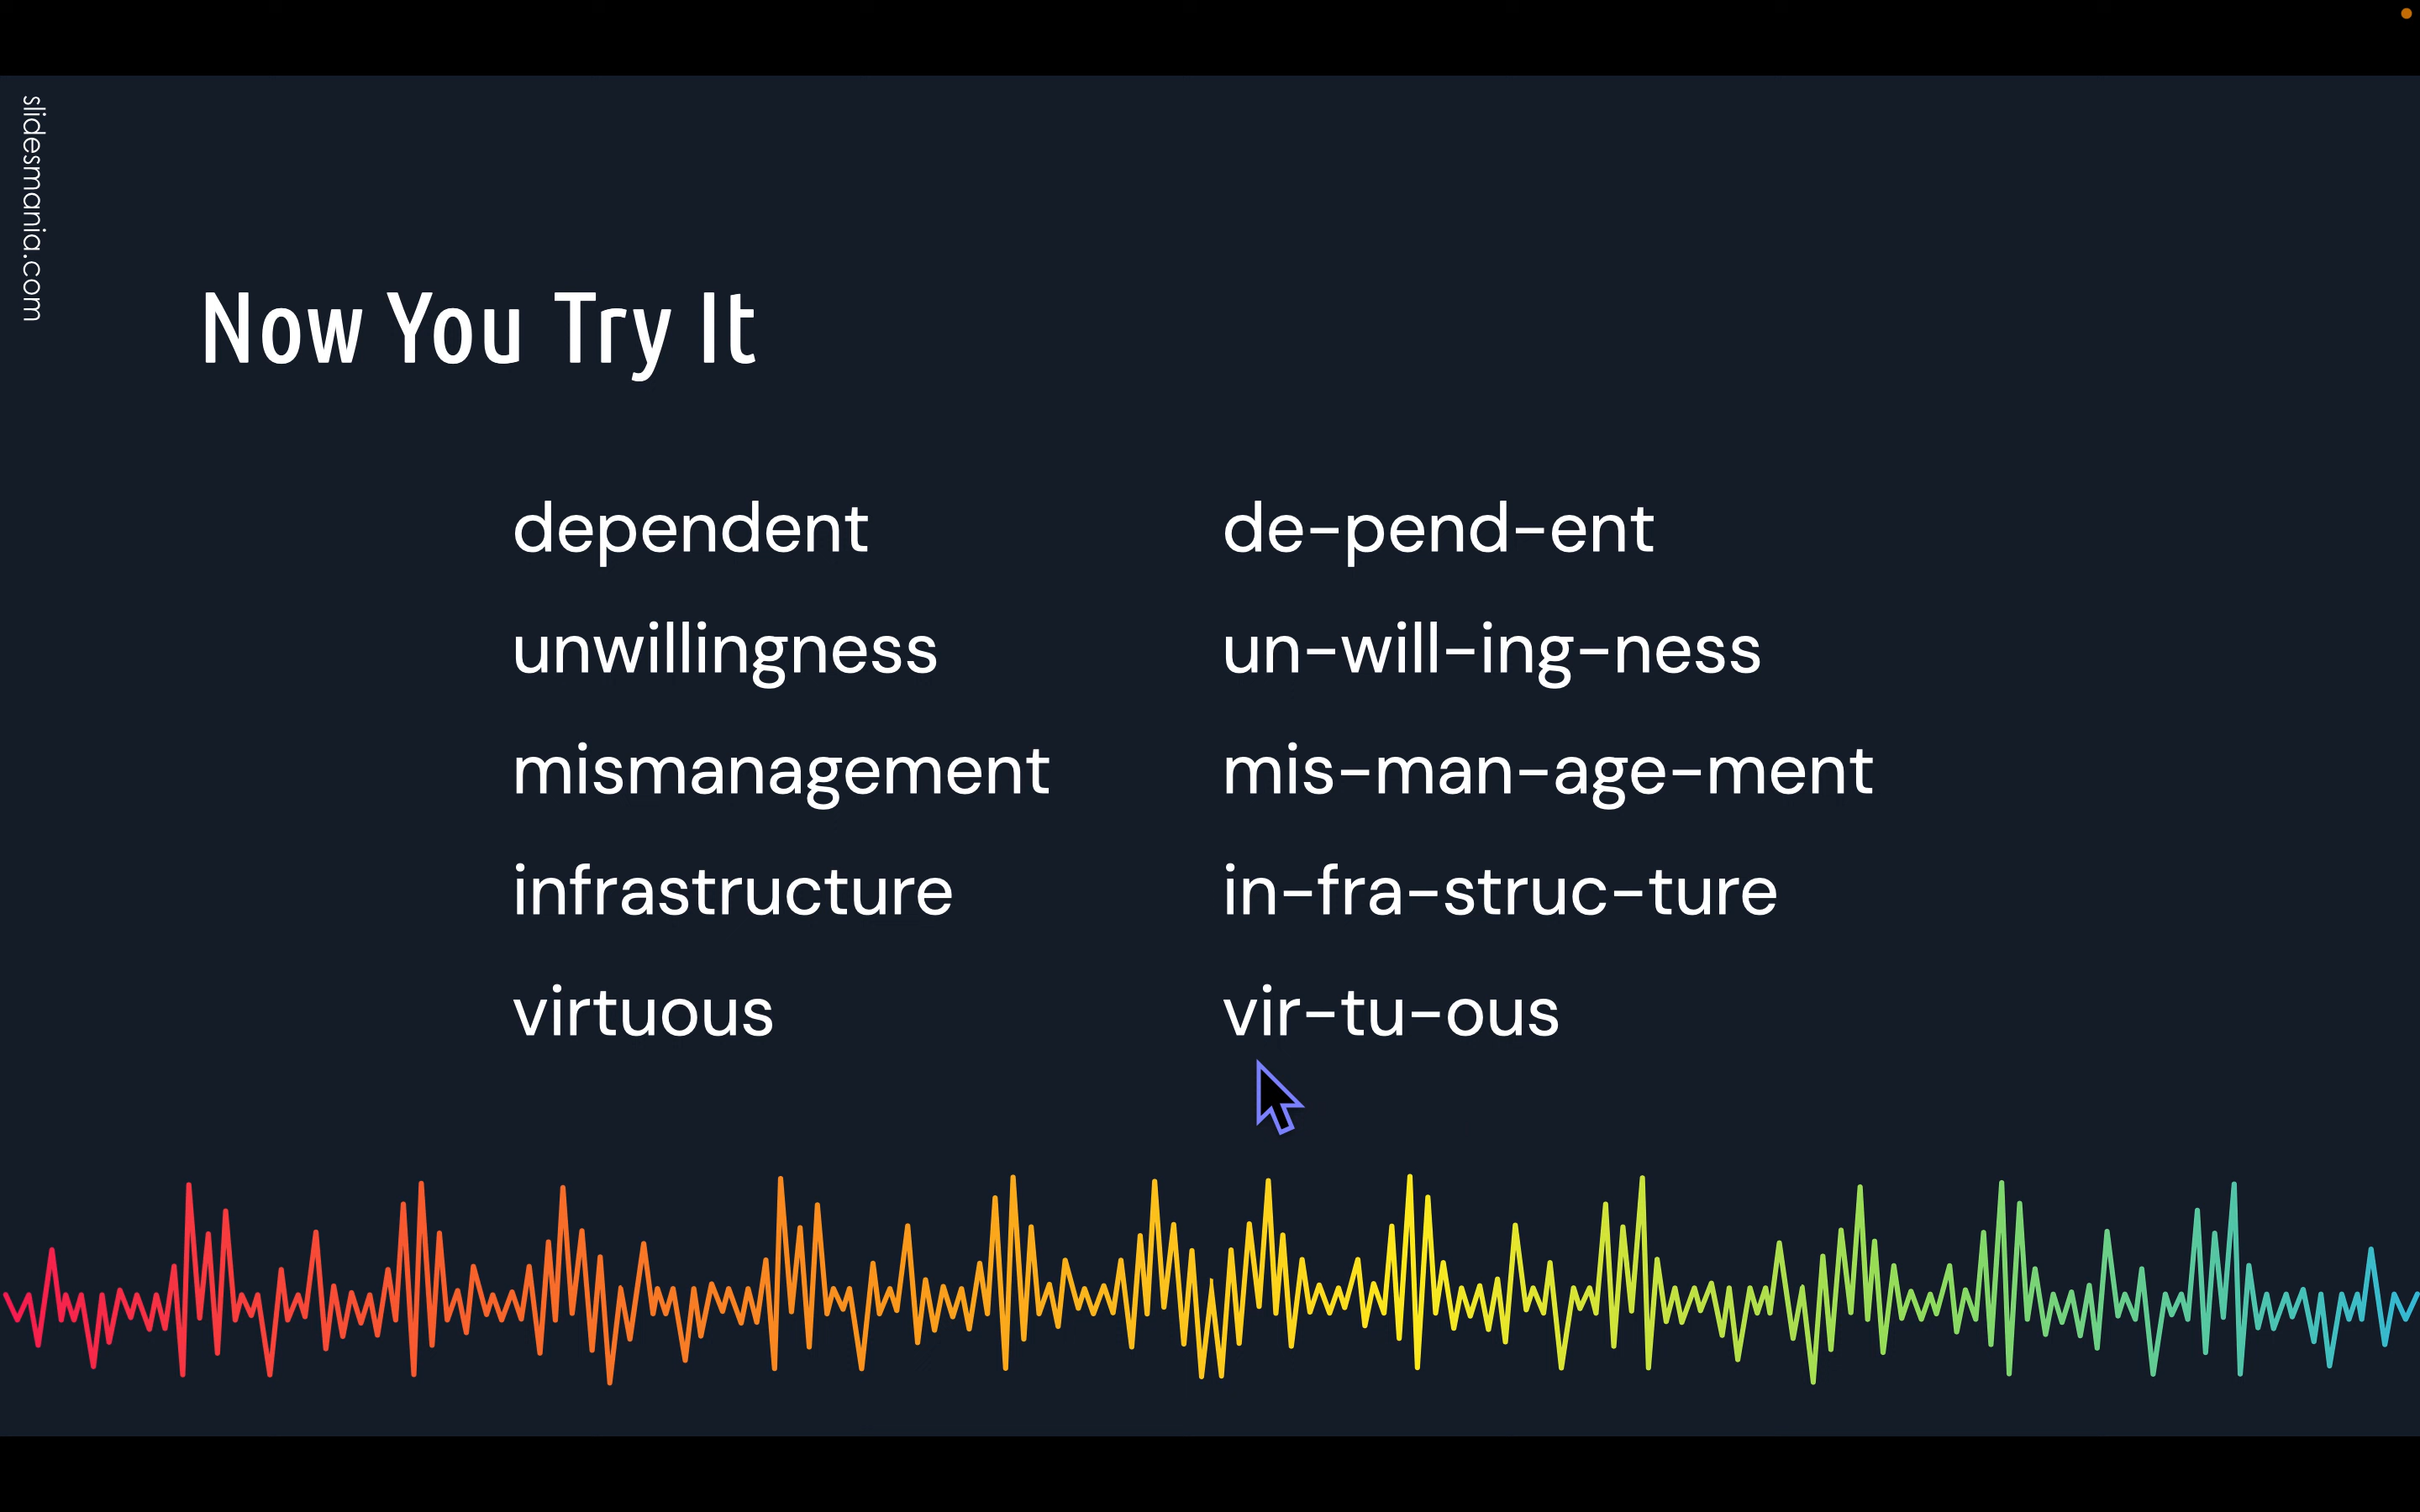 slidesmania.com
Now You Try It
dependent de-pend-ent
unwillingness un-will-ing-ness
mismanagement mis-man-age-ment
infrastructure in-fra-struc-ture
virtuous vir-tu-ous